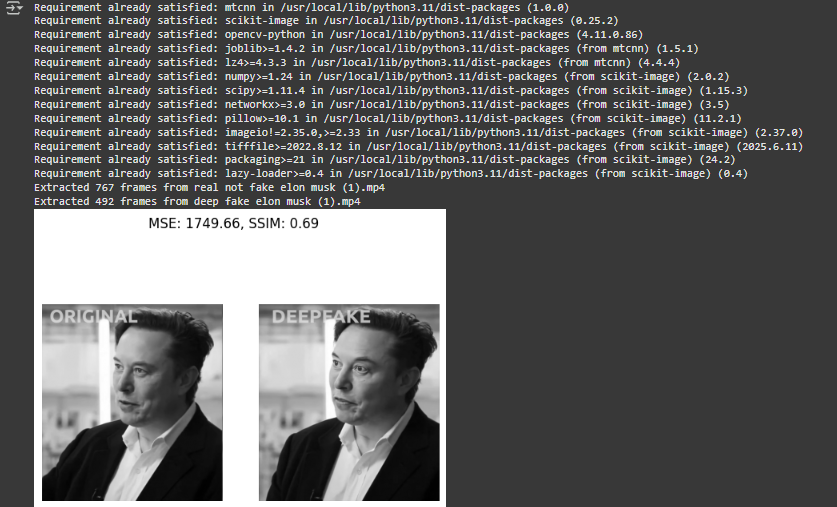 Requirement already satisfied: mtcnn in /usr/local/lib/python3.11/dist-packages (1.0.0)
Requirement already satisfied: scikit-image in /usr/local/lib/python3.11/dist-packages (0.25.2)
Requirement already satisfied: opencv-python in /usr/local/lib/python3.11/dist-packages (4.11.0.86)
Requirement already satisfied: joblib>=1.4.2 in /usr/local/lib/python3.11/dist-packages (from mtcnn) (1.5.1)
Requirement already satisfied: lz4>=4.3.3 in /usr/local/lib/python3.11/dist-packages (from mtcnn) (4.4.4)
Requirement already satisfied: numpy>=1.24 in /usr/local/lib/python3.11/dist-packages (from scikit-image) (2.0.2)
Requirement already satisfied: scipy>=1.11.4 in /usr/local/lib/python3.11/dist-packages (from scikit-image) (1.15.3)
Requirement already satisfied: networkx>=3.0 in /usr/local/lib/python3.11/dist-packages (from scikit-image) (3.5)
Requirement already satisfied: pillow>=10.1 in /usr/local/lib/python3.11/dist-packages (from scikit-image) (11.2.1)
Requirement already satisfied: imageio!=2.35.0,>=2.33 in /usr/local/lib/python3.11/dist-packages (from scikit-image) (2.37.0)
Requirement already satisfied: tifffile>=2022.8.12 in /usr/local/lib/python3.11/dist-packages (from scikit-image) (2025.6.11)
Requirement already satisfied: packaging>=21 in /usr/local/lib/python3.11/dist-packages (from scikit-image) (24.2)
Requirement already satisfied: lazy-loader>=0.4 in /usr/local/lib/python3.11/dist-packages (from scikit-image) (0.4)
Extracted 767 frames from real not fake elon musk (1).mp4
Extracted 492 frames from deep fake elon musk (1).mp4
MSE: 1749.66, SSIM: 0.69
ORIGINAL
DEEPFAKE